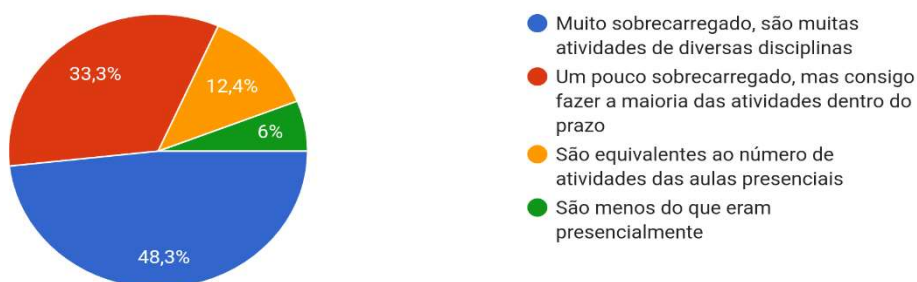 33,3%
12,4%
6%
48,3%
Muito sobrecarregado, são muitas
atividades de diversas disciplinas
Um pouco sobrecarregado, mas consigo
fazer a maioria das atividades dentro do
prazo
São equivalentes ao número de
atividades das aulas presenciais
São menos do que eram
presencialmente